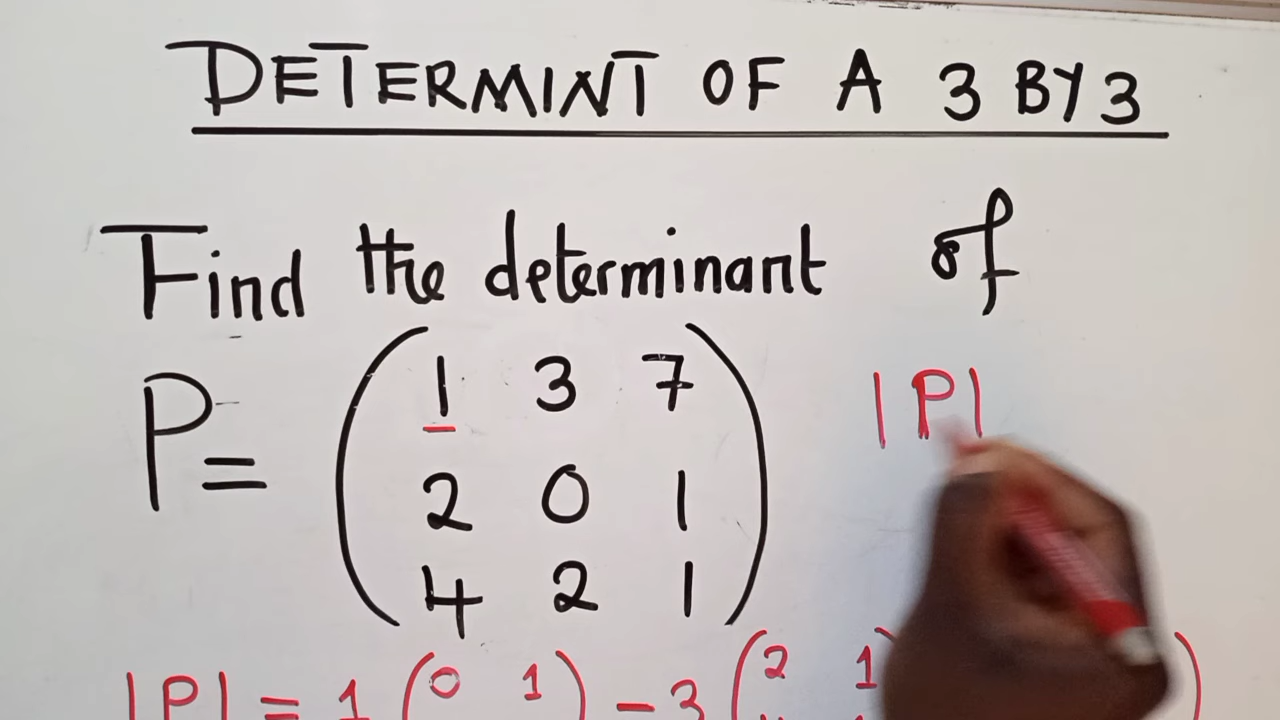 DETERMINT OF A 3 BY 3
Find the determinant of
P = ( 1 3 7
2 0 1
4 2 1 )
|P|
|P| = 1 ( 0 1 ) - 3 ( 2 1